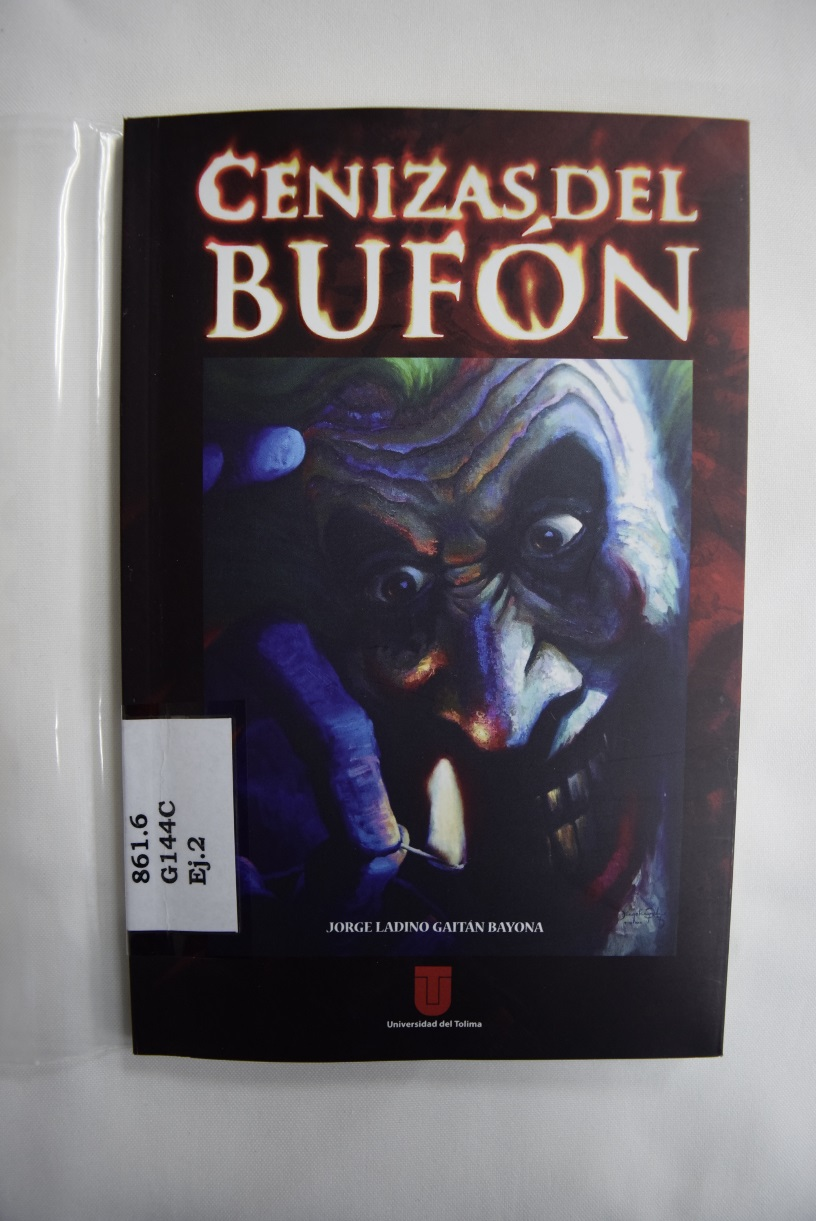 CENIZAS DEL
BUFÓN
861.6
G144C
Ej.2
JORGE LADINO GAITÁN BAYONA
Universidad del Tolima